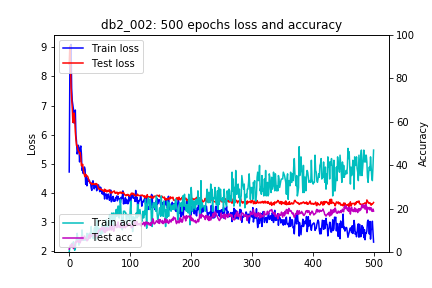 db2_002: 500 epochs loss and accuracy
Train loss
Test loss
Train acc
Test acc
Loss
9
8
7
6
5
4
3
2
Accuracy
100
80
60
40
20
0
0
100
200
300
400
500